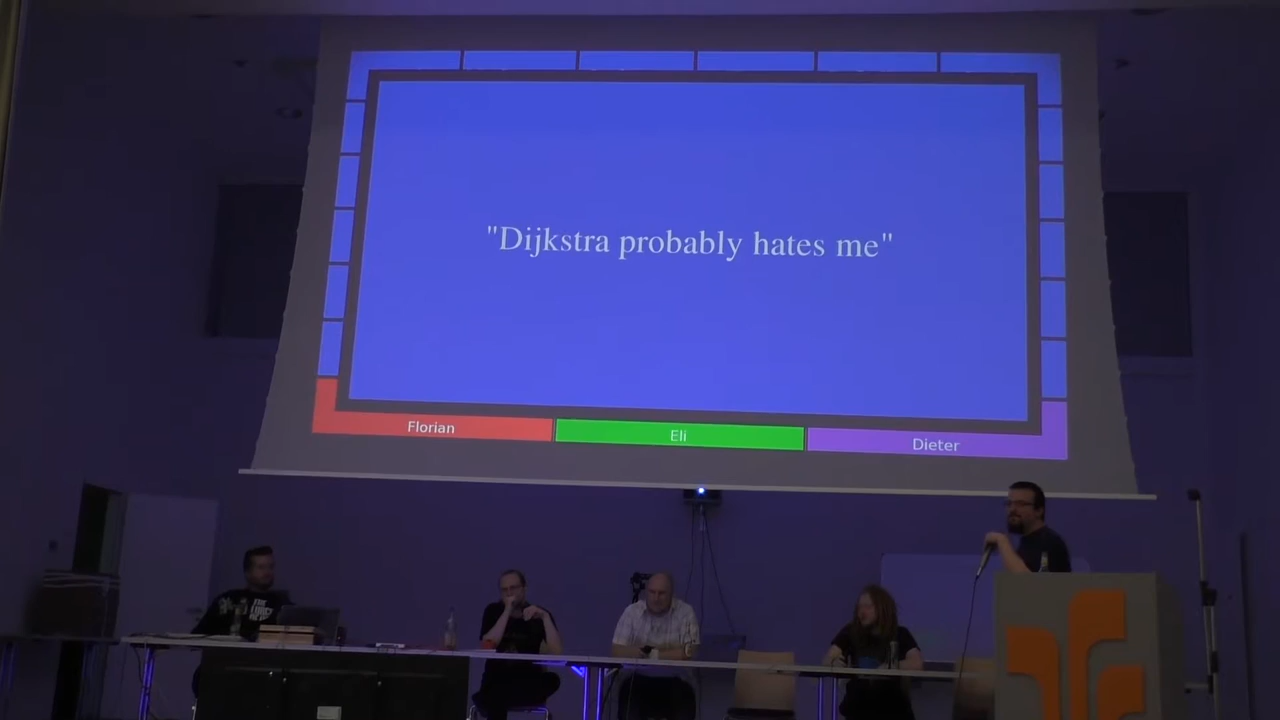 "Dijkstra probably hates me"
Florian
Eli
Dieter